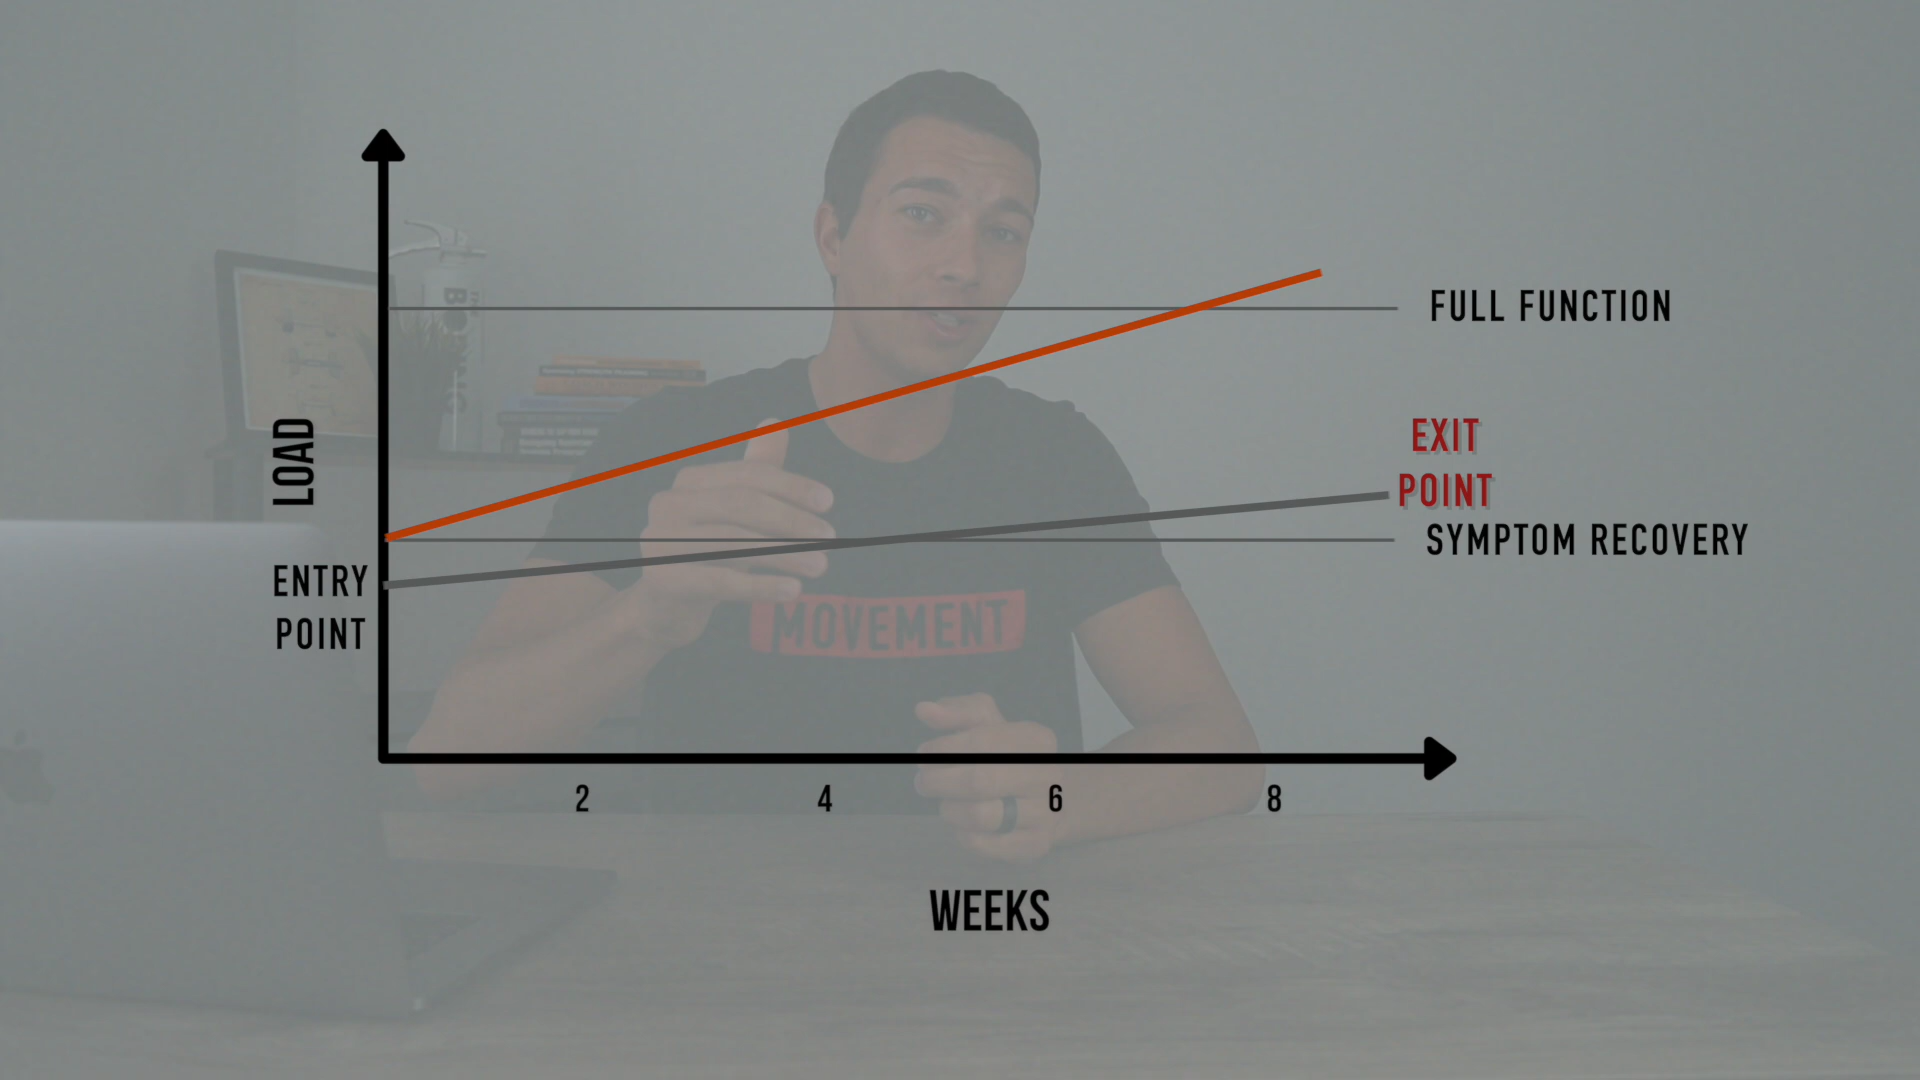 FULL FUNCTION
EXIT
POINT
LOAD
SYMPTOM RECOVERY
ENTRY
POINT
MOVEMENT
2 4 6 8
WEEKS